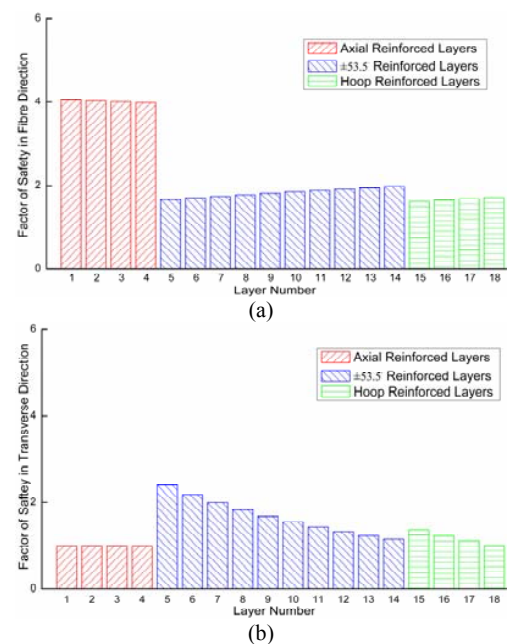 6
Axial Reinforced Layers
±53.5 Reinforced Layers
Hoop Reinforced Layers
4
2
0
Factor of Safety in Fibre Direction
1 2 3 4 5 6 7 8 9 10 11 12 13 14 15 16 17 18
Layer Number
(a)
6
Axial Reinforced Layers
±53.5 Reinforced Layers
Hoop Reinforced Layers
4
2
0
Factor of Saftey in Transverse Direction
1 2 3 4 5 6 7 8 9 10 11 12 13 14 15 16 17 18
Layer Number
(b)